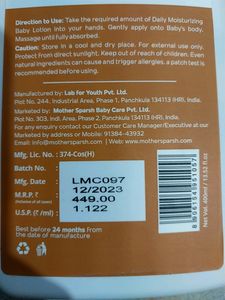 Direction to Use: Take the required amount of Daily Moisturizing
Baby Lotion into your hands. Gently apply onto Baby's body.
Massage until fully absorbed.
Caution: Store in a cool and dry place. For external use only.
Protect from direct sunlight. Keep out of reach of children. Even
natural ingredients can cause and trigger allergies, a patch test is
recommended before using.
Manufactured by: Lab for Youth Pvt. Ltd.
Plot No. 244. Industrial Area, Phase 1, Panchkula 134113 (HR), India.
Marketed by: Mother Sparsh Baby Care Pvt. Ltd.
Plot No. 303. Indl. Area, Phase 2, Panchkula 134113 (HR), India.
For any enquiry contact our Customer Care Manager/Executive at our
Marketed by address or Mobile: 91384-43932
Email: info@mothersparsh.com | Web: www.mothersparsh.com
Mfg. Lic. No. : 374-Cos(H)
Batch No.
LMC097
Mfg. Date
12/2023
M.R.P. ₹
(Inclusive of all taxes)
449.00
U.S.P. (₹ /ml) :
1.122
Best before 24 months from
the date of manufacture.
Net Vol. 400ml / 13.52 fl.oz